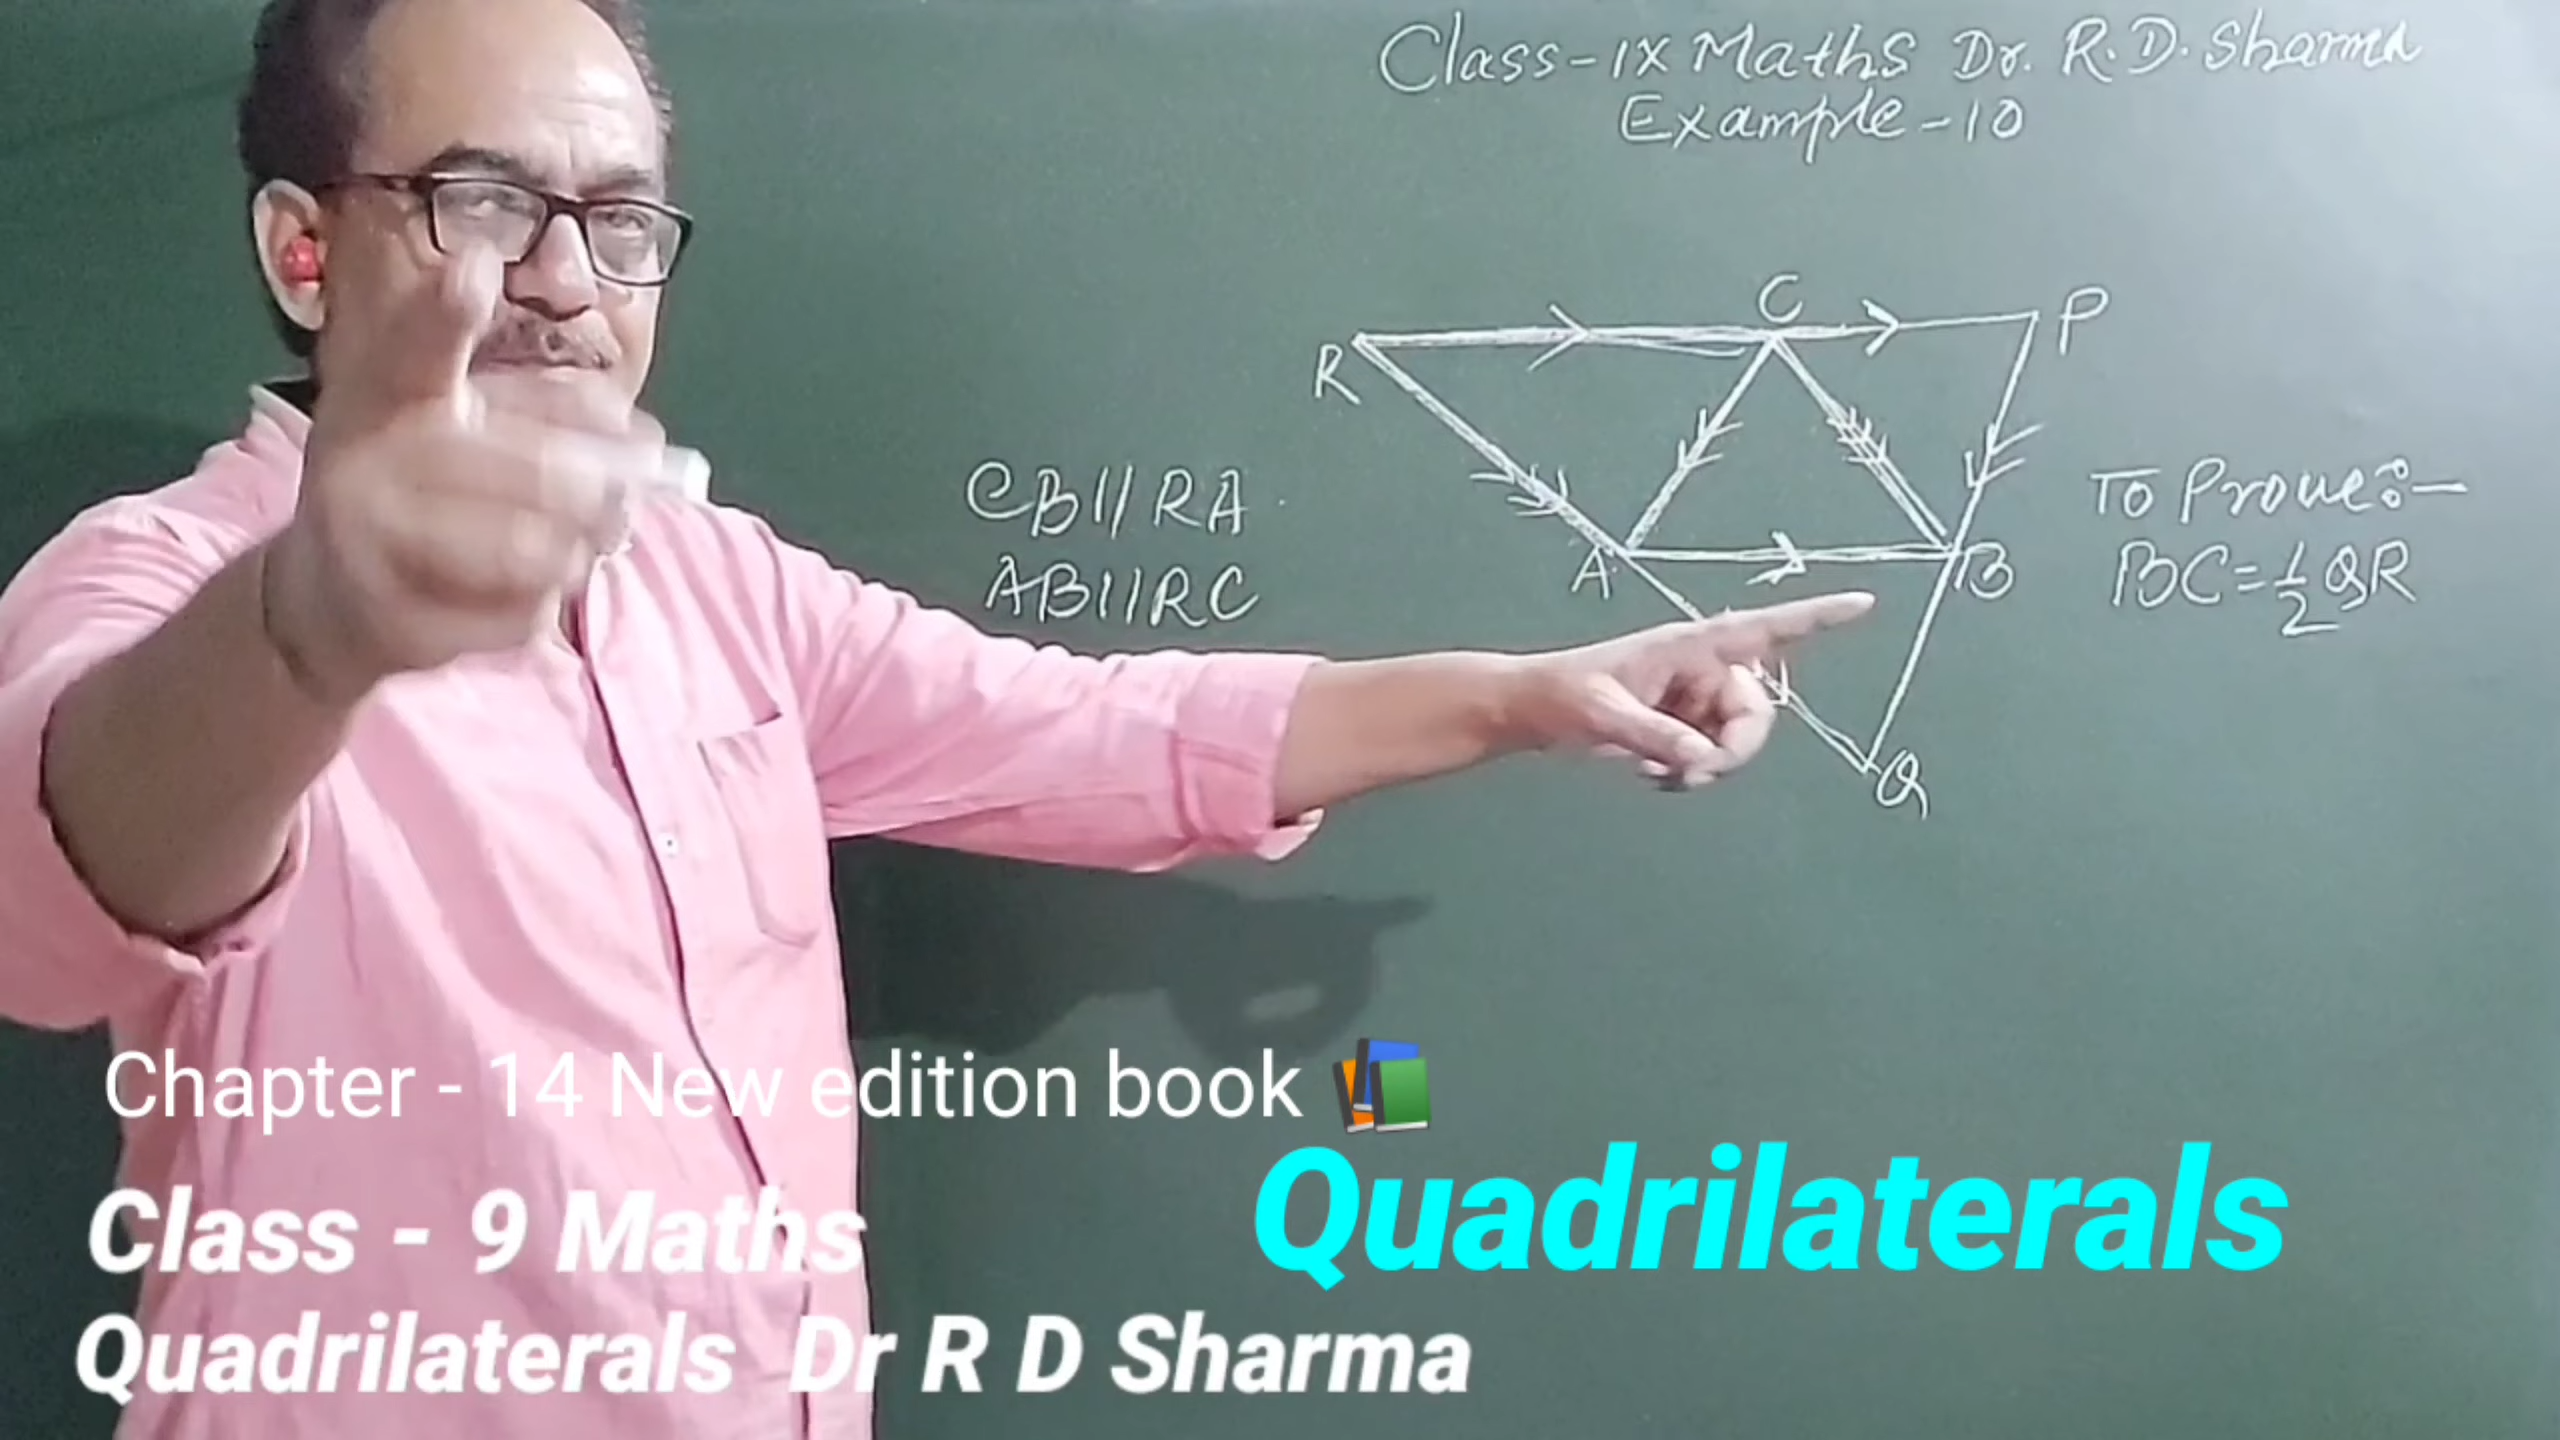 Class-IX Maths Dr. R.D. Sharma
Example-10
C
P
R
CB||RA
AB||RC
A
B
To Prove:-
BC=1/2 QR
Q
Chapter - 14 New edition book 📚
Quadrilaterals
Class - 9 Maths
Quadrilaterals Dr R D Sharma